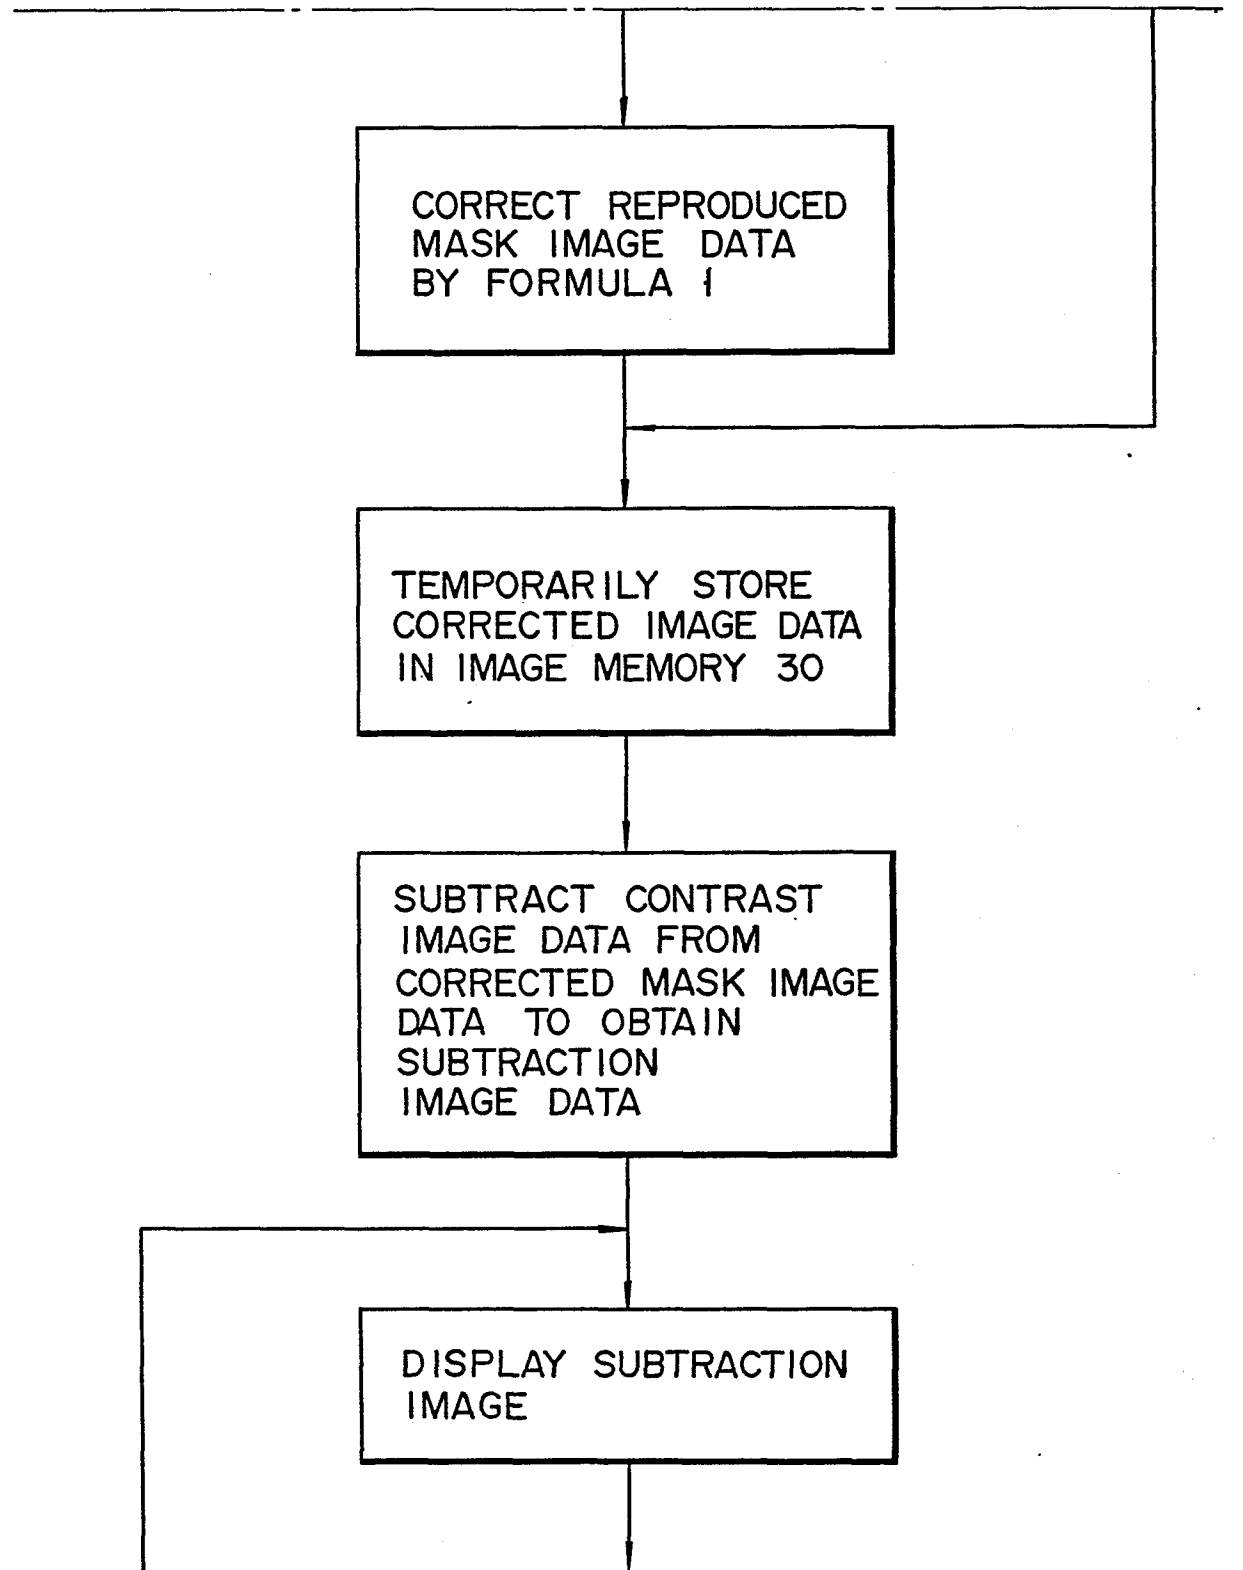 CORRECT REPRODUCED
MASK IMAGE DATA
BY FORMULA 1
TEMPORARILY STORE
CORRECTED IMAGE DATA
IN IMAGE MEMORY 30
SUBTRACT CONTRAST
IMAGE DATA FROM
CORRECTED MASK IMAGE
DATA TO OBTAIN
SUBTRACTION
IMAGE DATA
DISPLAY SUBTRACTION
IMAGE